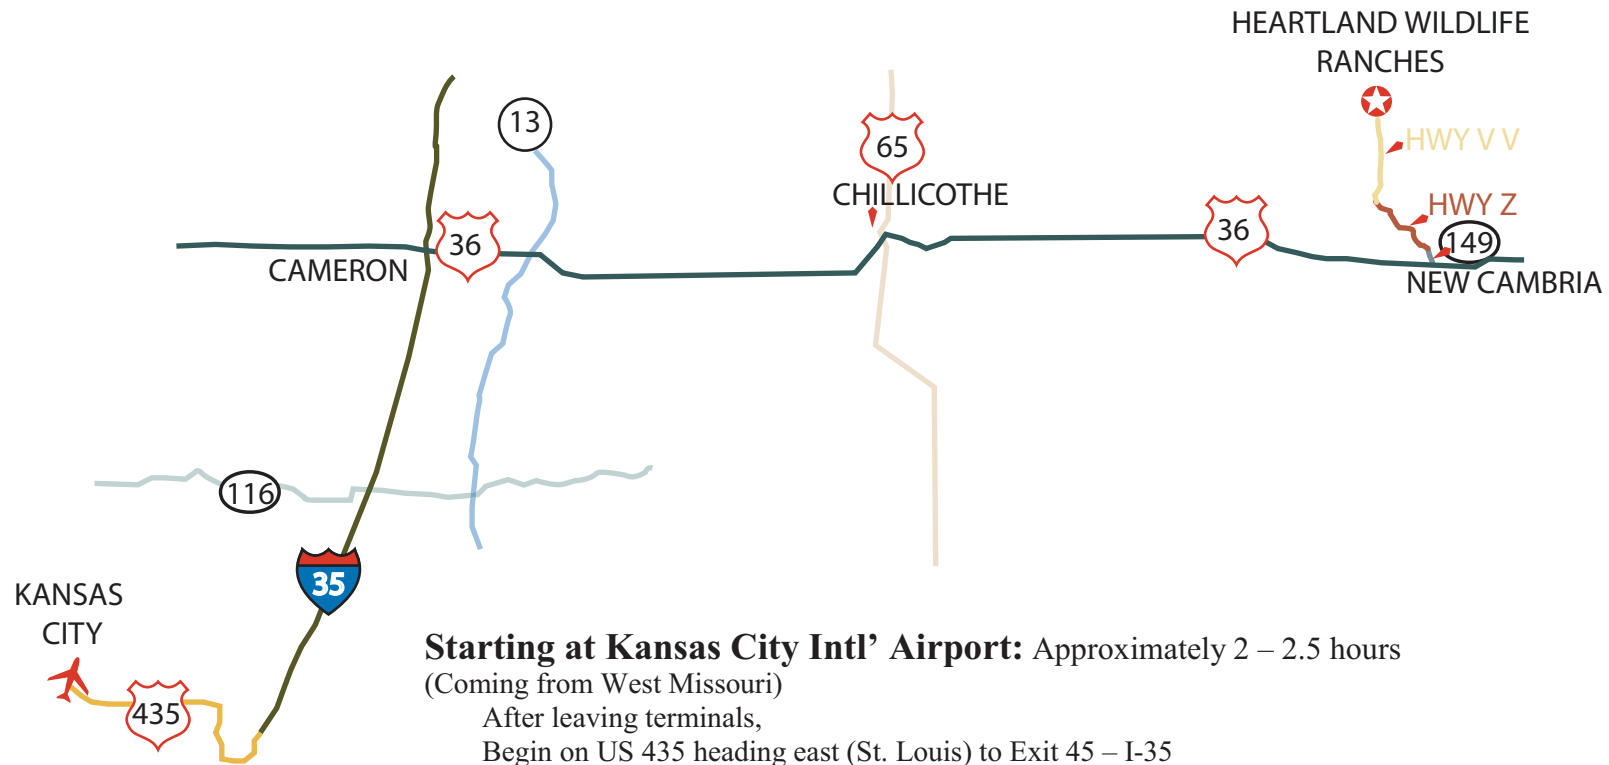 HEARTLAND WILDLIFE
RANCHES
13
65
HWY V V
CHILLICOTHE
HWY Z
36
36
149
CAMERON
NEW CAMBRIA
116
35
KANSAS
CITY
435
Starting at Kansas City Intl’ Airport: Approximately 2 – 2.5 hours
(Coming from West Missouri)
After leaving terminals,
Begin on US 435 heading east (St. Louis) to Exit 45 – I-35